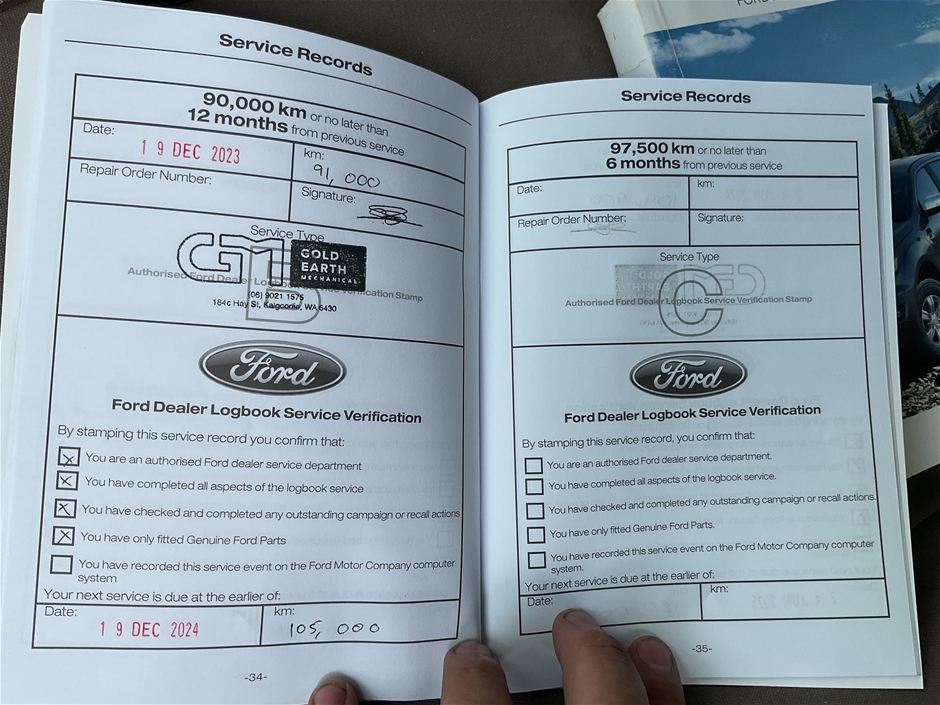 Service Records
90,000 km or no later than
12 months from previous service
Date:
19 DEC 2023
km:
91,000
Repair Order Number:
Signature:
Service Type
B
GTE
GOLD
EARTH
MECHANICAL
Authorised Ford Dealer Logbook Service Verification Stamp
(08) 9021 1575
184c Hay St, Kalgoorlie, WA 6430
Ford
Ford Dealer Logbook Service Verification
By stamping this service record you confirm that:
You are an authorised Ford dealer service department
You have completed all aspects of the logbook service
You have checked and completed any outstanding campaign or recall actions
You have only fitted Genuine Ford Parts
You have recorded this service event on the Ford Motor Company computer
system
Your next service is due at the earlier of:
Date:
19 DEC 2024
km:
105,000
-34-
Service Records
97,500 km or no later than
6 months from previous service
Date:
km:
Repair Order Number:
Signature:
Service Type
C
Authorised Ford Dealer Logbook Service Verification Stamp
Ford
Ford Dealer Logbook Service Verification
By stamping this service record, you confirm that:
You are an authorised Ford dealer service department.
You have completed all aspects of the logbook service.
You have checked and completed any outstanding campaign or recall actions.
You have only fitted Genuine Ford Parts.
You have recorded this service event on the Ford Motor Company computer
system.
Your next service is due at the earlier of:
Date:
km:
-35-